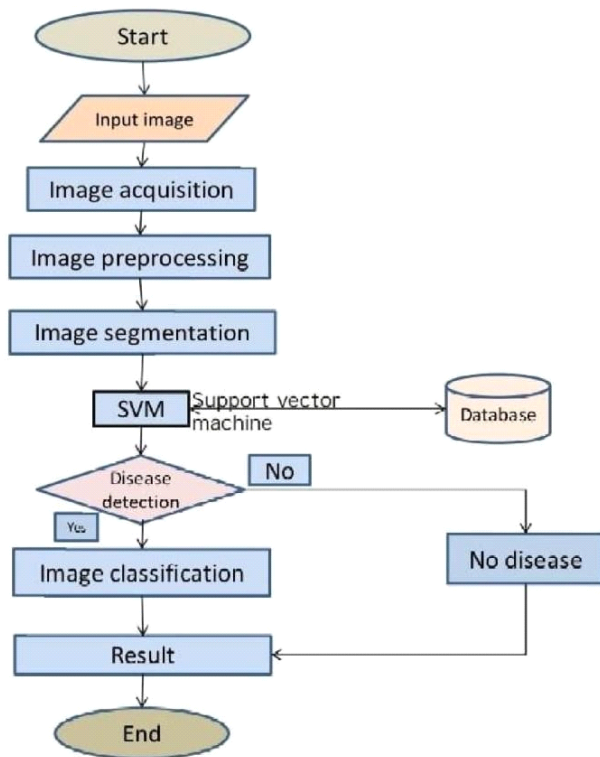 Start
Input image
Image acquisition
Image preprocessing
Image segmentation
SVM
Support vector
machine
Database
Disease
detection
No
Yes
Image classification
No disease
Result
End